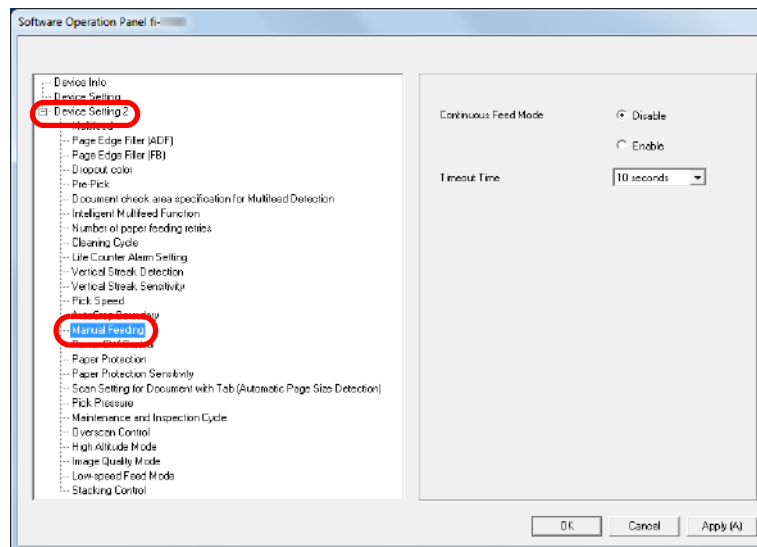 Software Operation Panel fi-
Device Info
Device Setting
Device Setting 2
Multifeed
Page Edge Filler (ADF)
Page Edge Filler (FB)
Dropout color
Pre-Pick
Document check area specification for Multifeed Detection
Intelligent Multifeed Function
Number of paper feeding retries
Cleaning Cycle
Life Counter Alarm Setting
Vertical Streak Detection
Vertical Streak Sensitivity
Pick Speed
AutoCrop Boundary
Manual Feeding
Paper Protection
Paper Protection Sensitivity
Scan Setting for Document with Tab (Automatic Page Size Detection)
Pick Pressure
Maintenance and Inspection Cycle
Overscan Control
High Altitude Mode
Image Quality Mode
Low-speed Feed Mode
Stacking Control
Continuous Feed Mode
Disable
Enable
Timeout Time
10 seconds
OK
Cancel
Apply (A)